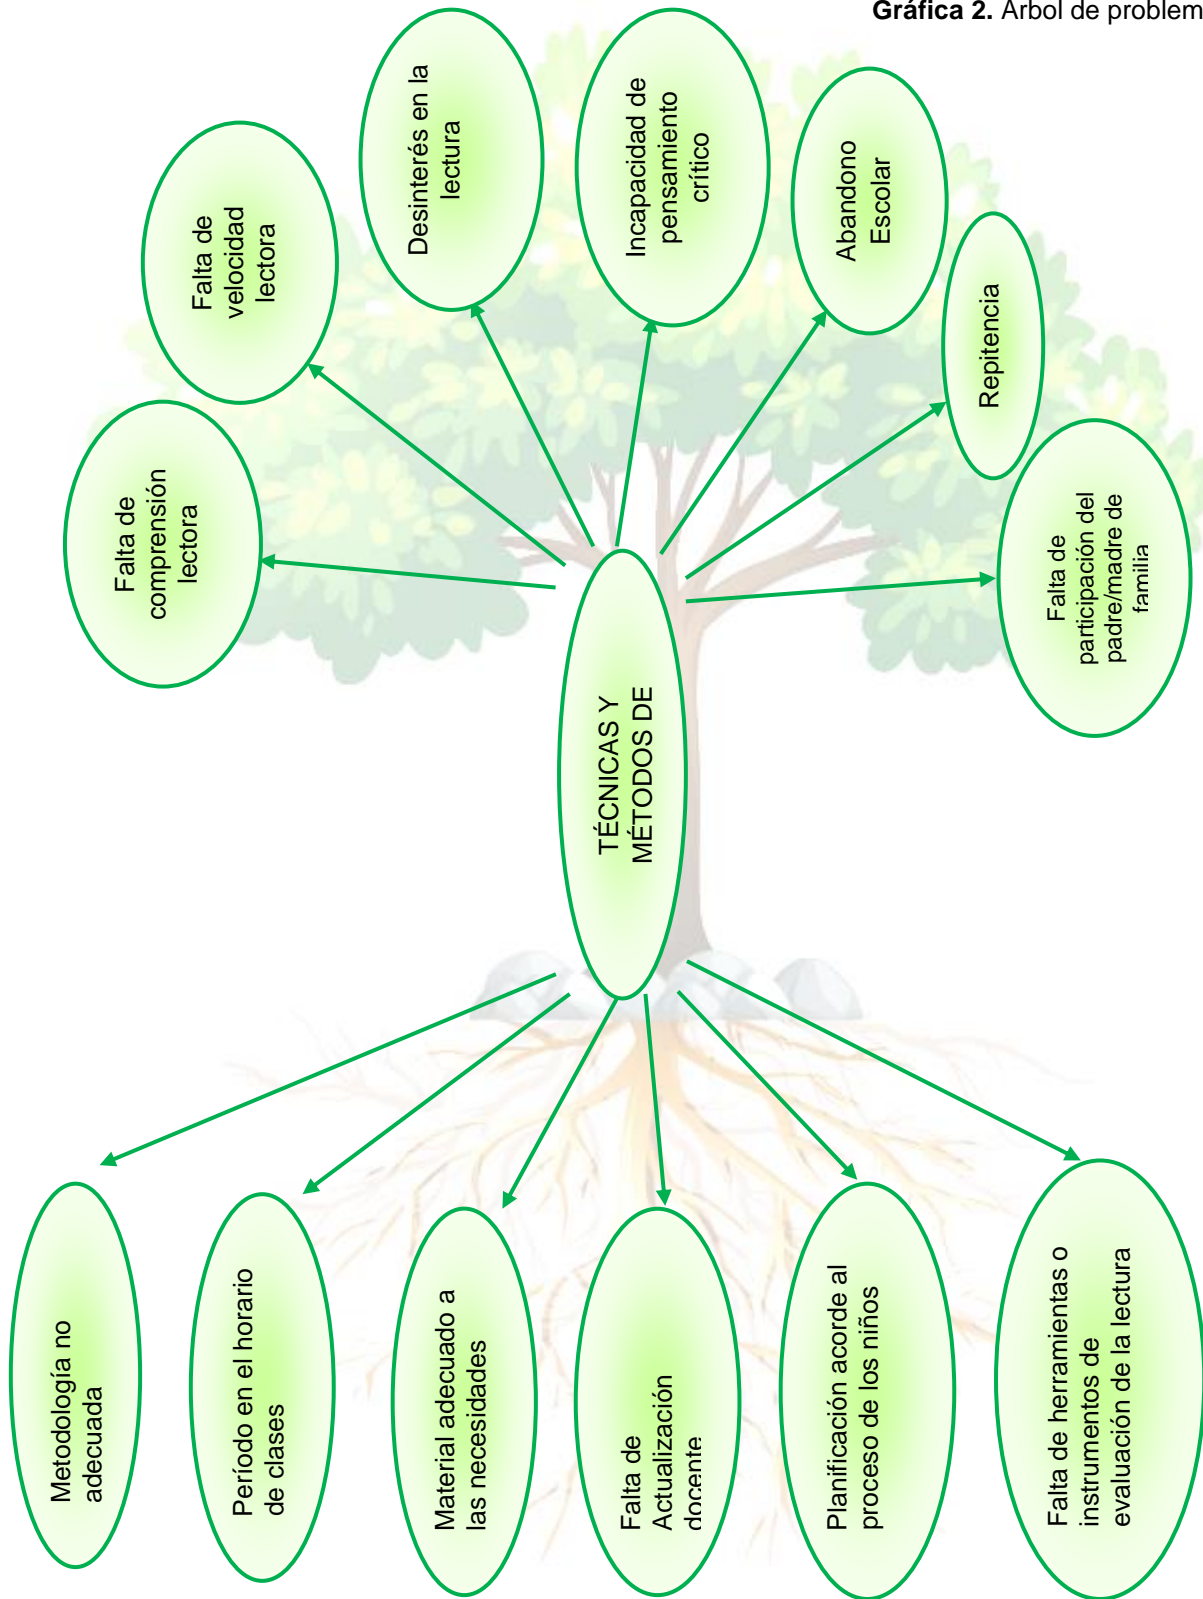 Gráfica 2. Árbol de problem
Falta de
comprensión
lectora
Falta de
velocidad
lectora
Desinterés en la
lectura
Incapacidad de
pensamiento
crítico
Abandono
Escolar
Repitencia
Falta de
participación del
padre/madre de
familia
TÉCNICAS Y
MÉTODOS DE
Metodología no
adecuada
Período en el horario
de clases
Material adecuado a
las necesidades
Falta de
Actualización
docente
Planificación acorde al
proceso de los niños
Falta de herramientas o
instrumentos de
evaluación de la lectura